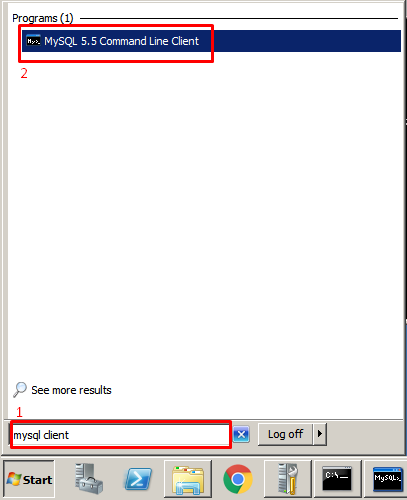 Programs (1)
MySQL 5.5 Command Line Client
2
See more results
1
mysql client
Log off
Start
C:\
MySQL